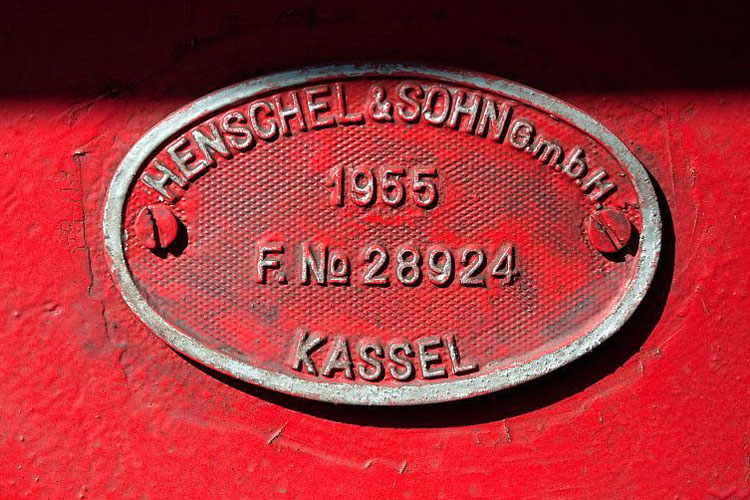 HENSCHEL & SOHN G.m.b.H.
1955
F. No 28924
KASSEL